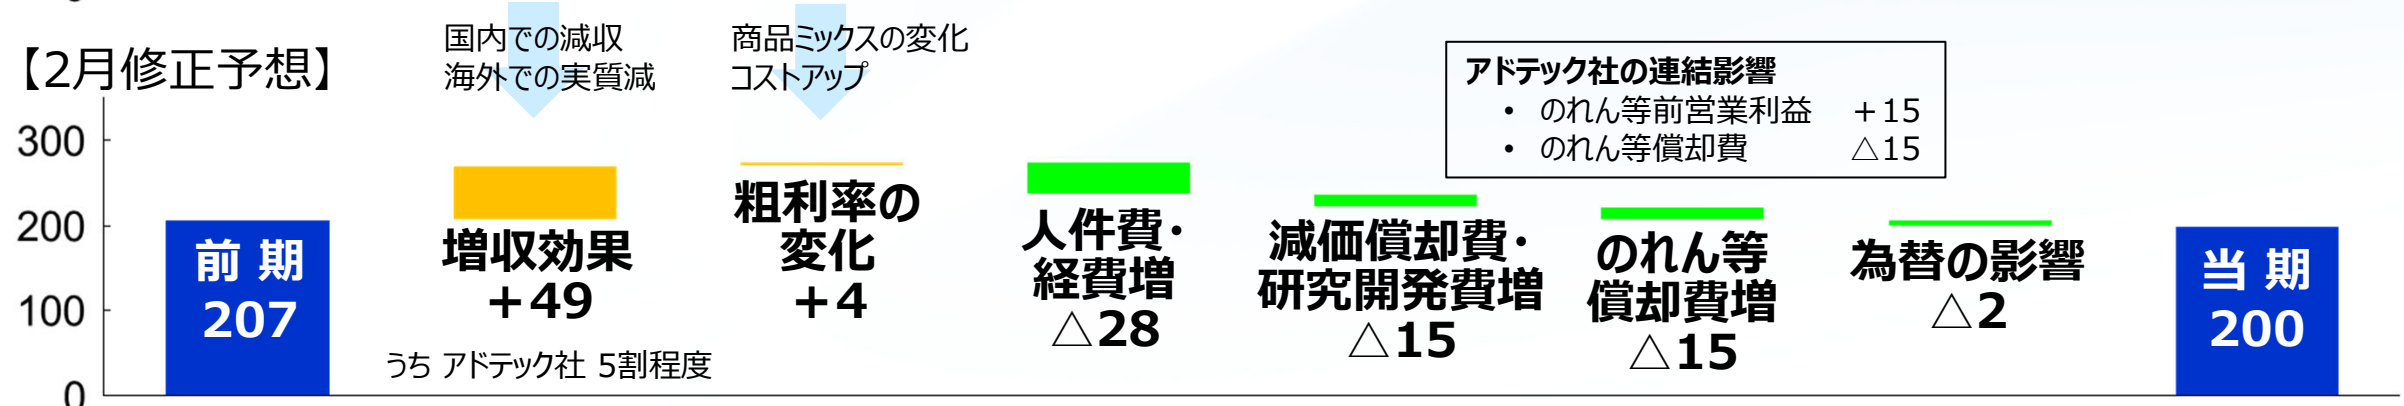 国内での減収
海外での実質減
商品ミックスの変化
コストアップ
【2月修正予想】
アドテック社の連結影響
• のれん等前営業利益 +15
• のれん等償却費 △15
300
200
100
0
前 期
207
増収効果
+49
うち アドテック社 5割程度
粗利率の
変化
+4
人件費・
経費増
△28
減価償却費・
研究開発費増
△15
のれん等
償却費増
△15
為替の影響
△2
当 期
200